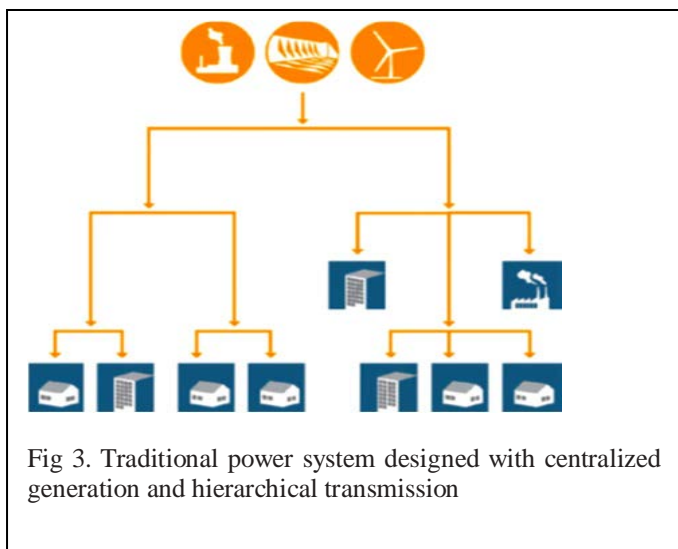 Fig 3. Traditional power system designed with centralized
generation and hierarchical transmission